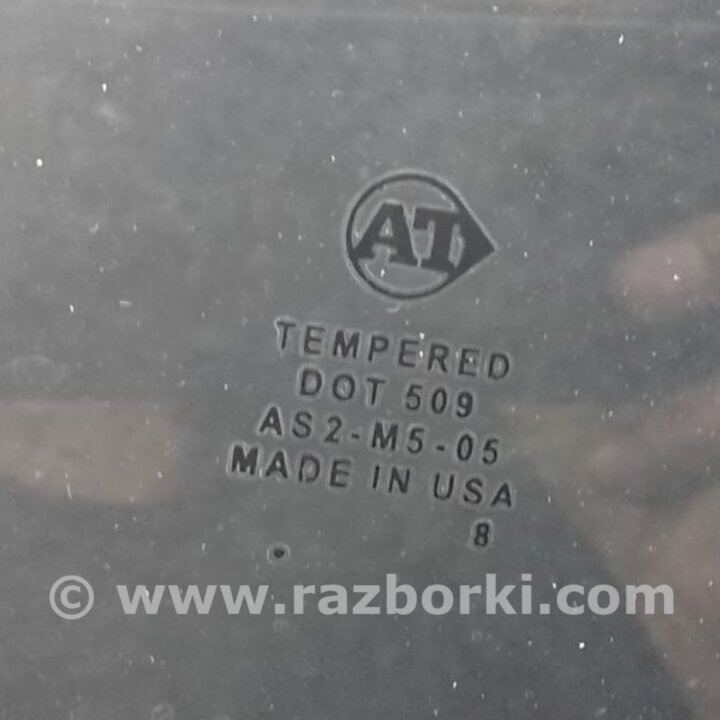 AT
TEMPERED
DOT 509
AS2-M5-05
MADE IN USA
8
© www.razborki.com